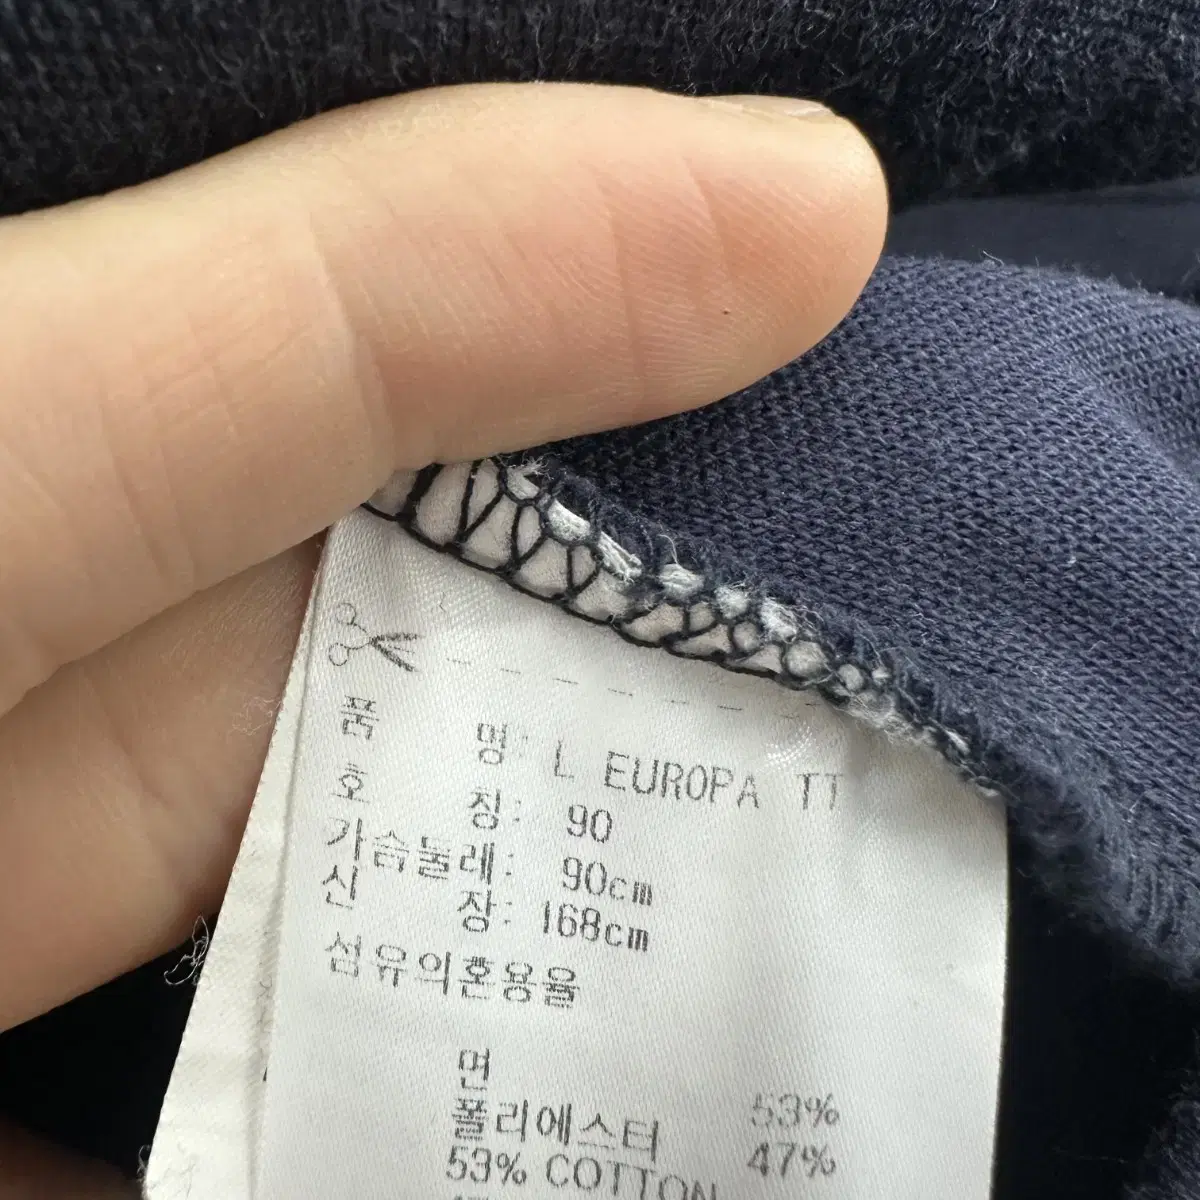 품 명: L EUROPA TT
호 칭: 90
가슴둘레: 90cm
신 장: 168cm
섬유의혼용율
면 53%
폴리에스터 47%
53% COTTON